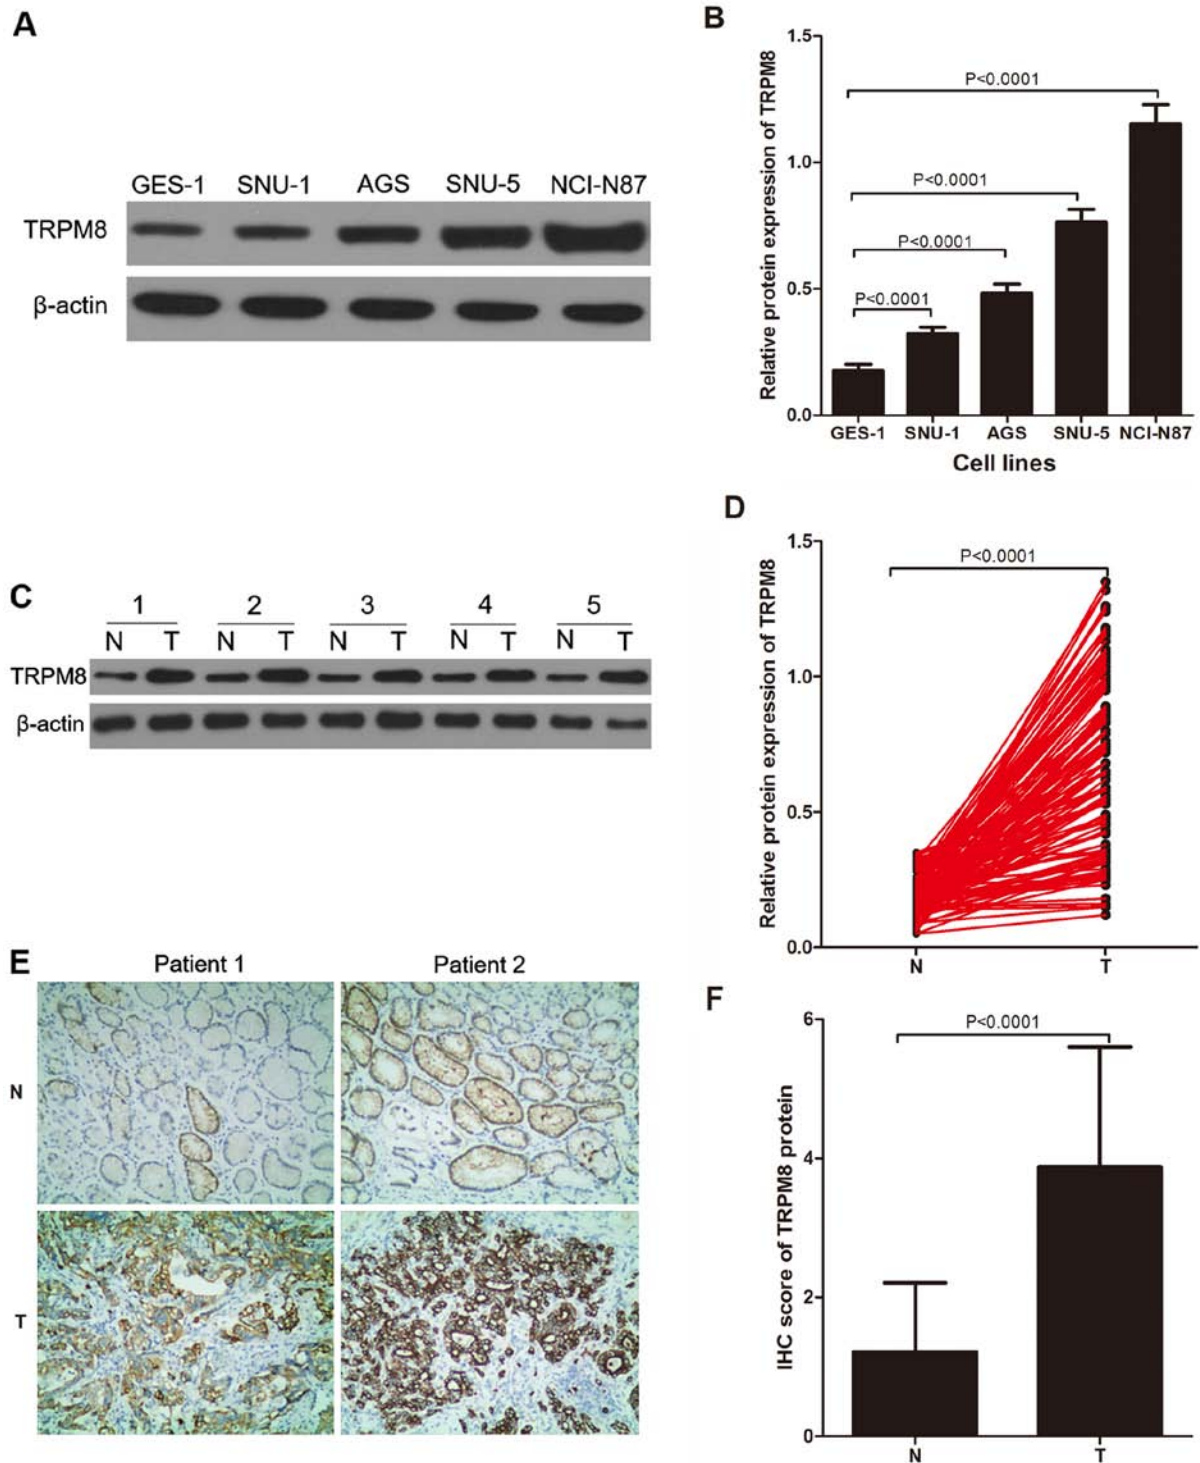 A
GES-1 SNU-1 AGS SNU-5 NCI-N87
TRPM8
β-actin
B
Relative protein expression of TRPM8
1.5
1.0
0.5
0.0
P<0.0001
P<0.0001
P<0.0001
P<0.0001
GES-1 SNU-1 AGS SNU-5 NCI-N87
Cell lines
C
1 2 3 4 5
N T N T N T N T N T
TRPM8
β-actin
D
Relative protein expression of TRPM8
1.5
1.0
0.5
0.0
P<0.0001
N T
E
Patient 1 Patient 2
N
T
F
IHC score of TRPM8 protein
6
4
2
0
P<0.0001
N T